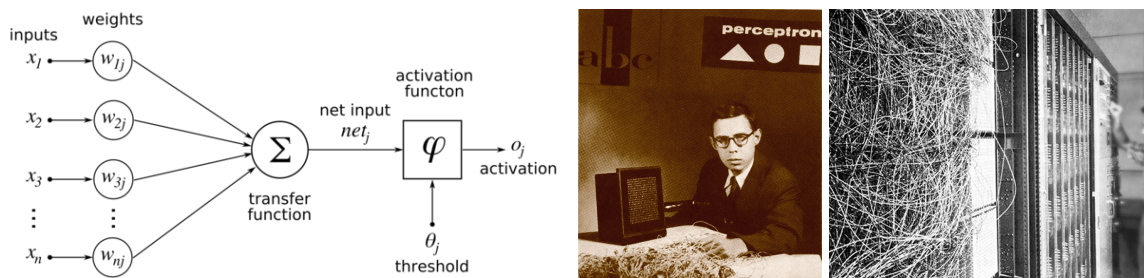 weights
inputs
x1
w1j
x2
w2j
x3
w3j
xn
wnj
Σ
transfer
function
net input
netj
activation
functon
φ
oj
activation
θj
threshold
perceptron
abc